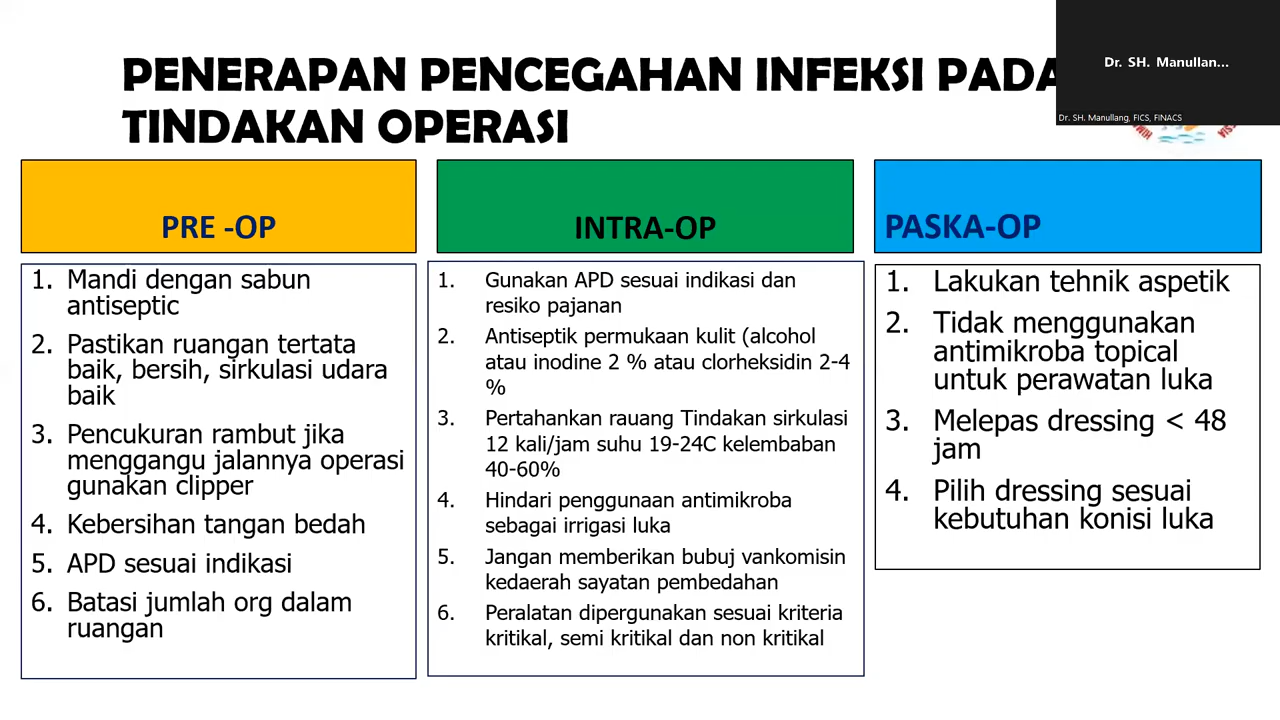 PENERAPAN PENCEGAHAN INFEKSI PADA
TINDAKAN OPERASI
Dr. SH. Manullan...
Dr. SH. Manullang, FICS, FINACS
PRE -OP
1. Mandi dengan sabun
antiseptic
2. Pastikan ruangan tertata
baik, bersih, sirkulasi udara
baik
3. Pencukuran rambut jika
menggangu jalannya operasi
gunakan clipper
4. Kebersihan tangan bedah
5. APD sesuai indikasi
6. Batasi jumlah org dalam
ruangan
INTRA-OP
1. Gunakan APD sesuai indikasi dan
resiko pajanan
2. Antiseptik permukaan kulit (alcohol
atau inodine 2 % atau clorheksidin 2-4
%
3. Pertahankan rauang Tindakan sirkulasi
12 kali/jam suhu 19-24C kelembaban
40-60%
4. Hindari penggunaan antimikroba
sebagai irrigasi luka
5. Jangan memberikan bubuj vankomisin
kedaerah sayatan pembedahan
6. Peralatan dipergunakan sesuai kriteria
kritikal, semi kritikal dan non kritikal
PASKA-OP
1. Lakukan tehnik aspetik
2. Tidak menggunakan
antimikroba topical
untuk perawatan luka
3. Melepas dressing < 48
jam
4. Pilih dressing sesuai
kebutuhan konisi luka